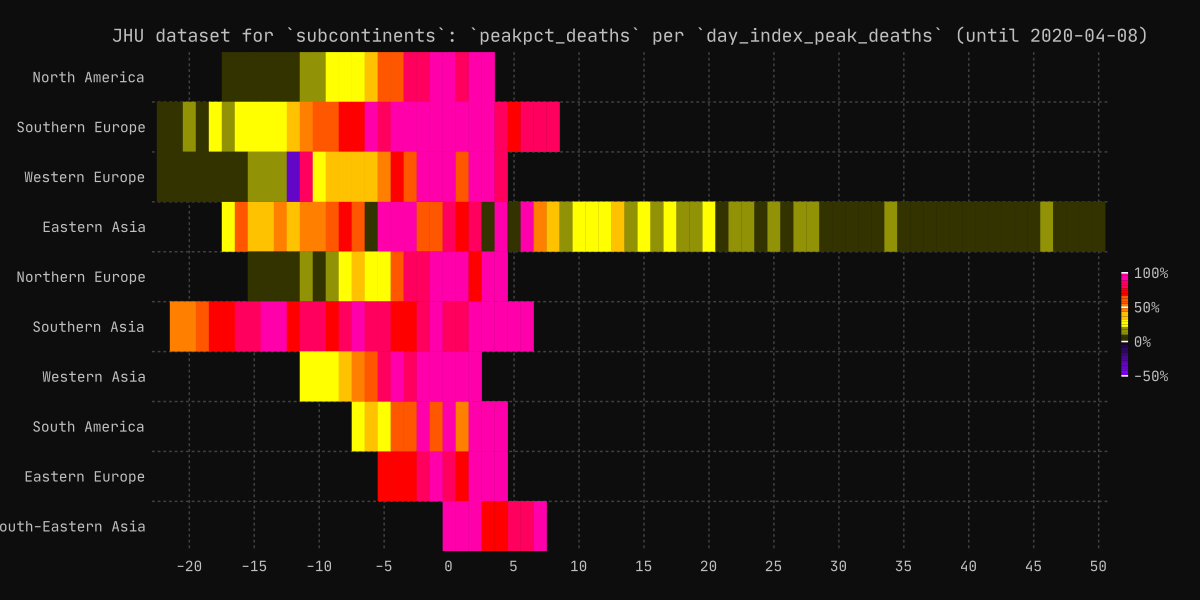 JHU dataset for `subcontinents`: `peakpct_deaths` per `day_index_peak_deaths` (until 2020-04-08)
North America
Southern Europe
Western Europe
Eastern Asia
Northern Europe
Southern Asia
Western Asia
South America
Eastern Europe
outh-Eastern Asia
100%
50%
0%
-50%
-20 -15 -10 -5 0 5 10 15 20 25 30 35 40 45 50